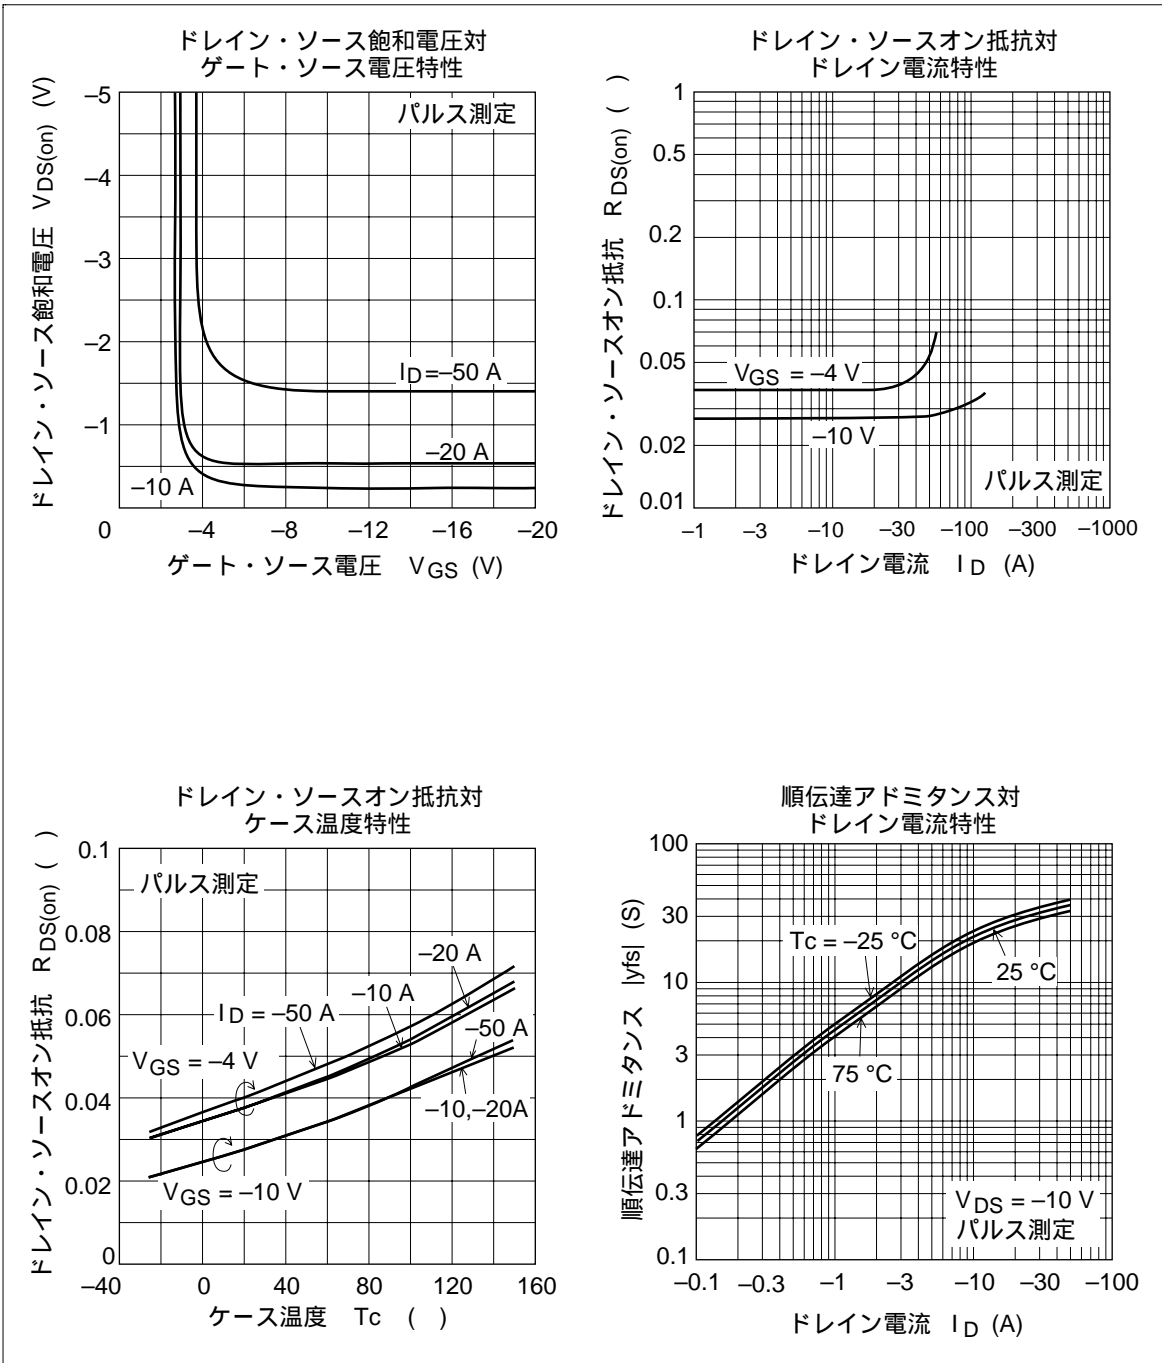 ドレイン・ソース飽和電圧対
ゲート・ソース電圧特性
ドレイン・ソース飽和電圧 VDS(on) (V)
–5
–4
–3
–2
–1
パルス測定
ID=–50 A
–20 A
–10 A
0 –4 –8 –12 –16 –20
ゲート・ソース電圧 VGS (V)
ドレイン・ソースオン抵抗対
ドレイン電流特性
ドレイン・ソースオン抵抗 RDS(on) ( )
1
0.5
0.2
0.1
0.05
0.02
0.01
VGS = –4 V
–10 V
パルス測定
–1 –3 –10 –30 –100 –300 –1000
ドレイン電流 ID (A)
ドレイン・ソースオン抵抗対
ケース温度特性
ドレイン・ソースオン抵抗 RDS(on) ( )
0.1
0.08
0.06
0.04
0.02
0
パルス測定
–20 A
–10 A
ID = –50 A
–50 A
VGS = –4 V
–10,–20A
VGS = –10 V
–40 0 40 80 120 160
ケース温度 Tc ( )
順伝達アドミタンス対
ドレイン電流特性
順伝達アドミタンス |yfs| (S)
100
30
10
3
1
0.3
0.1
Tc = –25 °C
25 °C
75 °C
VDS = –10 V
パルス測定
–0.1 –0.3 –1 –3 –10 –30 –100
ドレイン電流 ID (A)